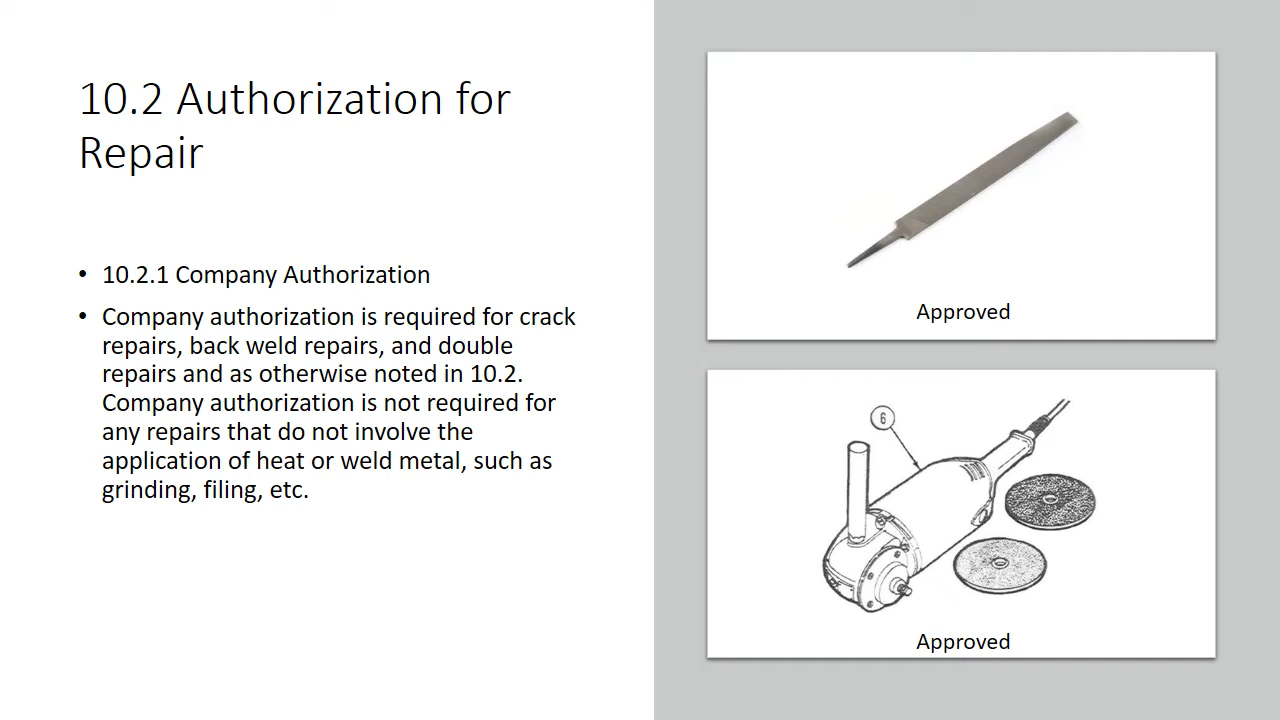 10.2 Authorization for
Repair
• 10.2.1 Company Authorization
• Company authorization is required for crack
repairs, back weld repairs, and double
repairs and as otherwise noted in 10.2.
Company authorization is not required for
any repairs that do not involve the
application of heat or weld metal, such as
grinding, filing, etc.
Approved
6
Approved